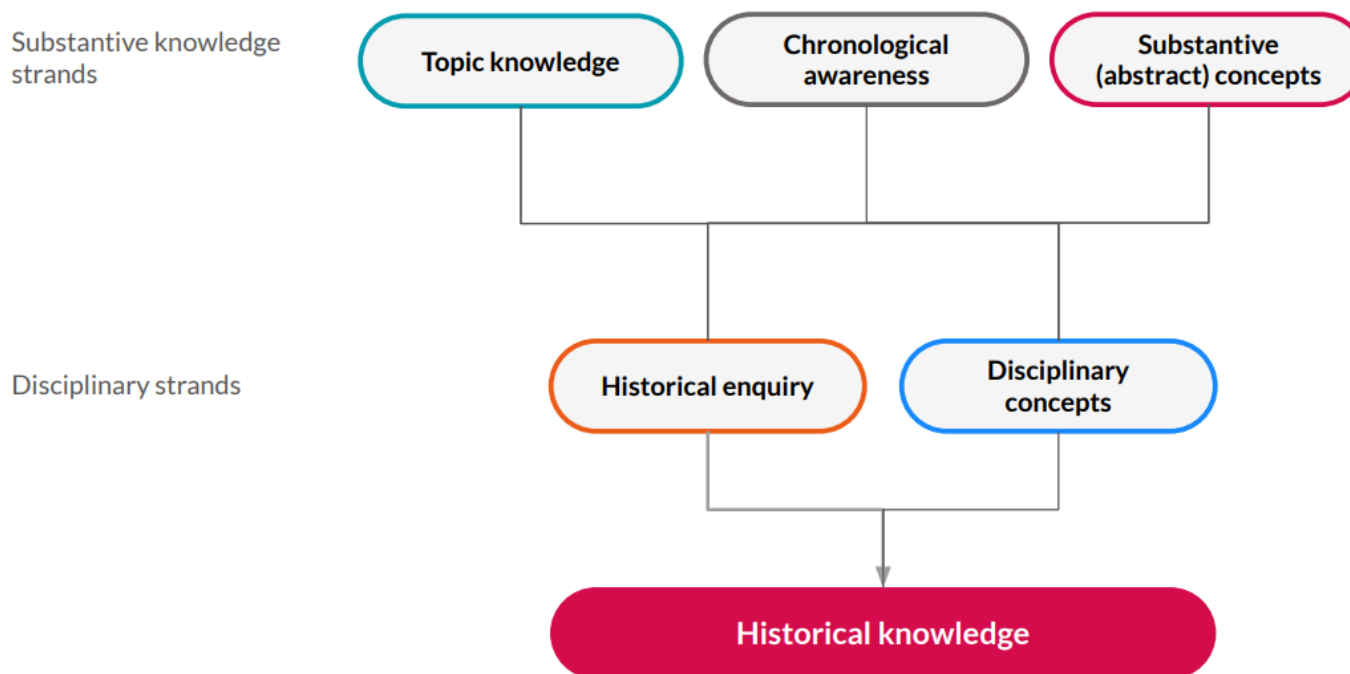 Substantive knowledge
strands
Topic knowledge
Chronological
awareness
Substantive
(abstract) concepts
Disciplinary strands
Historical enquiry
Disciplinary
concepts
Historical knowledge